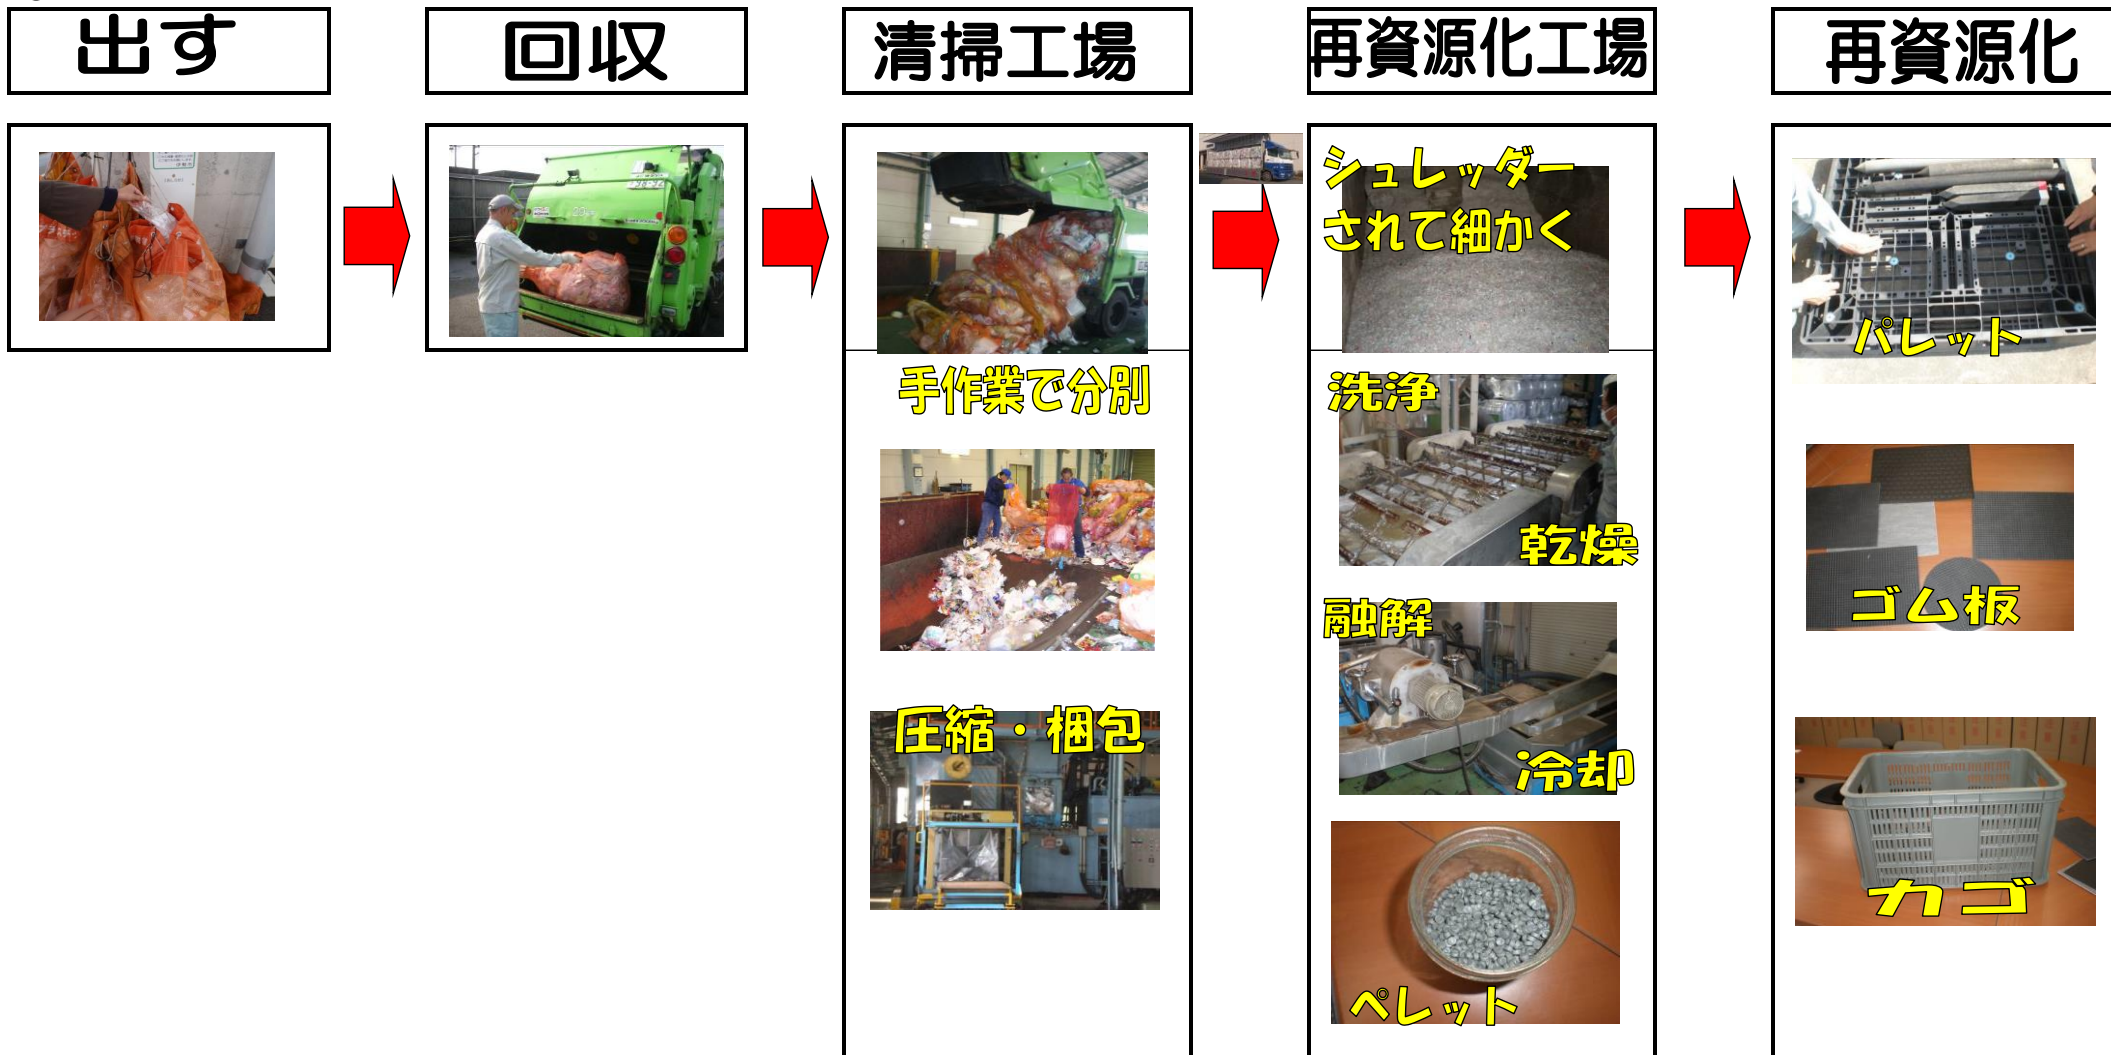 出す
回収
清掃工場
再資源化工場
再資源化
手作業で分別
圧縮・梱包
シュレッダー
されて細かく
洗浄
乾燥
融解
冷却
ペレット
パレット
ゴム板
カゴ